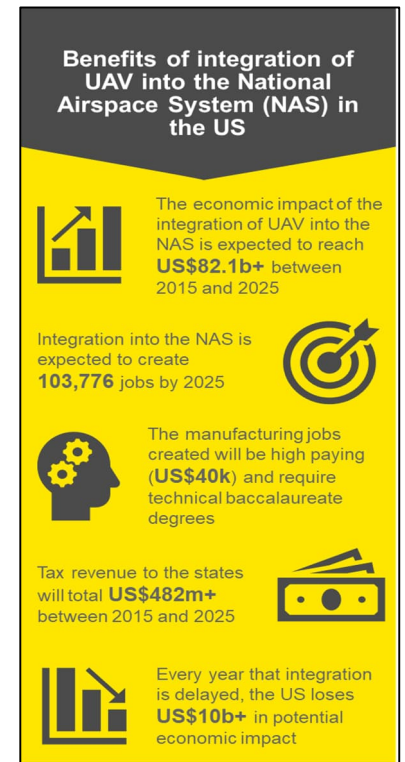 Benefits of integration of
UAV into the National
Airspace System (NAS) in
the US
The economic impact of the
integration of UAV into the
NAS is expected to reach
US$82.1b+ between
2015 and 2025
Integration into the NAS is
expected to create
103,776 jobs by 2025
The manufacturing jobs
created will be high paying
(US$40k) and require
technical baccalaureate
degrees
Tax revenue to the states
will total US$482m+
between 2015 and 2025
Every year that integration
is delayed, the US loses
US$10b+ in potential
economic impact